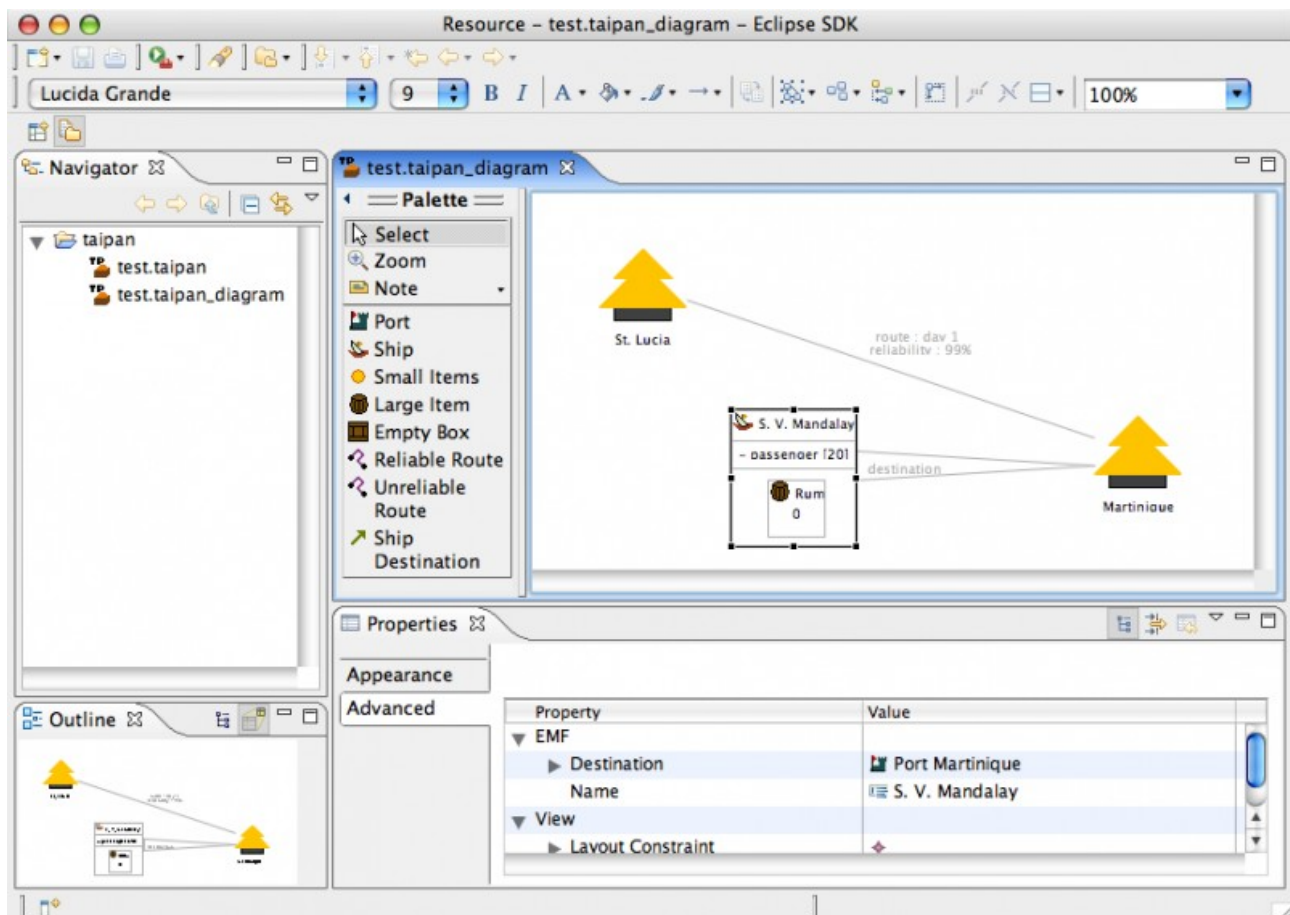 Resource – test.taipan_diagram – Eclipse SDK
Lucida Grande
9
B I
A
100%
Navigator
taipan
test.taipan
test.taipan_diagram
test.taipan_diagram
Palette
Select
Zoom
Note
Port
Ship
Small Items
Large Item
Empty Box
Reliable Route
Unreliable
Route
Ship
Destination
St. Lucia
route : day 1
reliability : 99%
S. V. Mandalay
– passenger [20]
destination
Rum
0
Martinique
Outline
Properties
Appearance
Advanced
Property Value
EMF
Destination Port Martinique
Name S. V. Mandalay
View
Layout Constraint